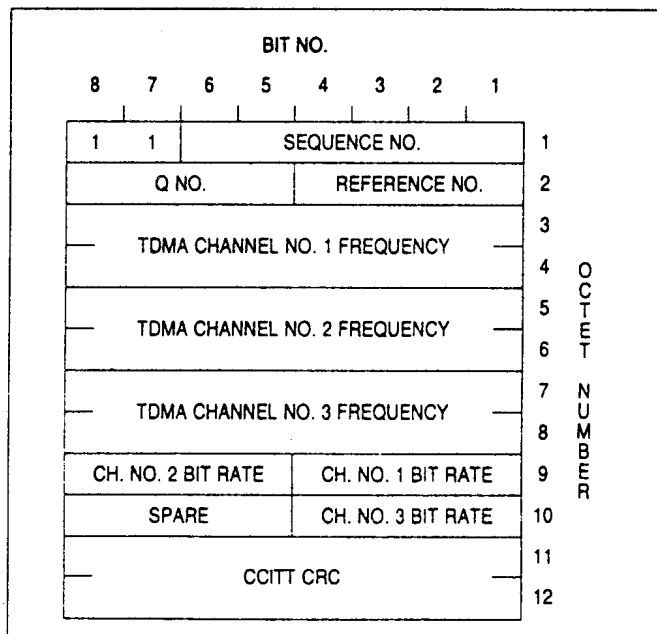 BIT NO.
8 7 6 5 4 3 2 1
1 1 SEQUENCE NO. 1
Q NO. REFERENCE NO. 2
3
TDMA CHANNEL NO. 1 FREQUENCY
4
5
TDMA CHANNEL NO. 2 FREQUENCY
6
7
TDMA CHANNEL NO. 3 FREQUENCY
8
CH. NO. 2 BIT RATE CH. NO. 1 BIT RATE 9
SPARE CH. NO. 3 BIT RATE 10
11
CCITT CRC
12
OCTET NUMBER